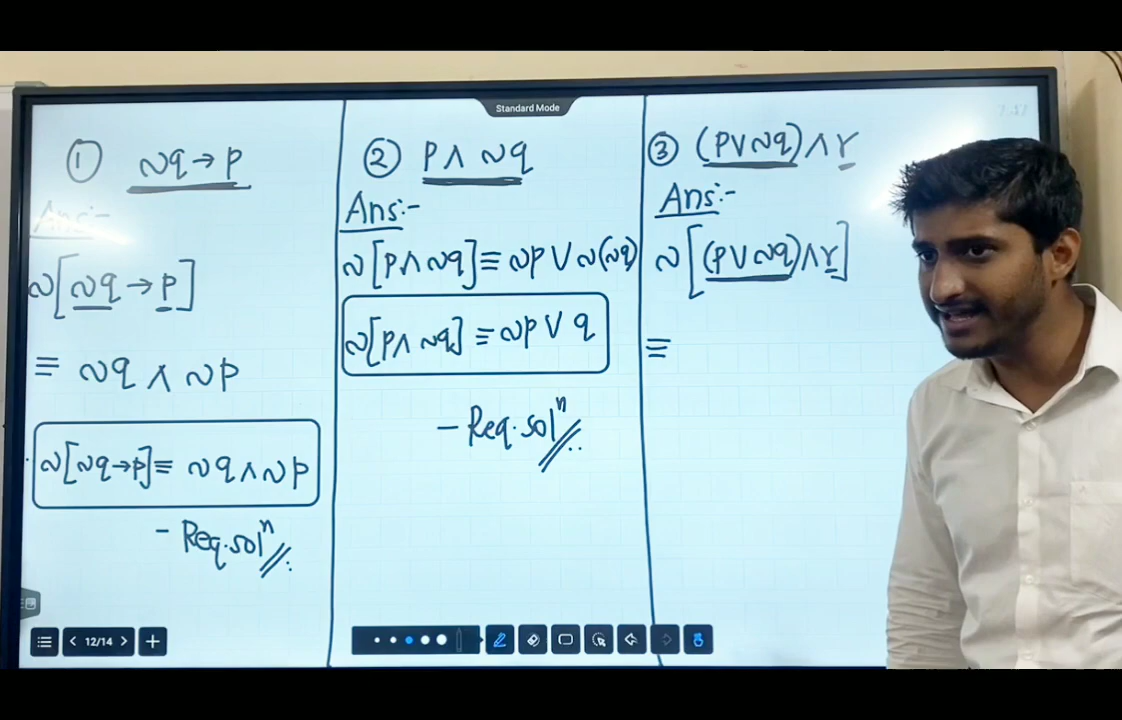 Standard Mode
① ~q → p
Ans:-
~[~q → p]
≡ ~q ∧ ~p
~[~q → p] ≡ ~q ∧ ~p
- Req. solⁿ
② p ∧ ~q
Ans:-
~[p ∧ ~q] ≡ ~p ∨ ~(~q)
~[p ∧ ~q] ≡ ~p ∨ q
- Req. solⁿ
③ (p ∨ ~q) ∧ r
Ans:-
~[(p ∨ ~q) ∧ r]
≡
12/14